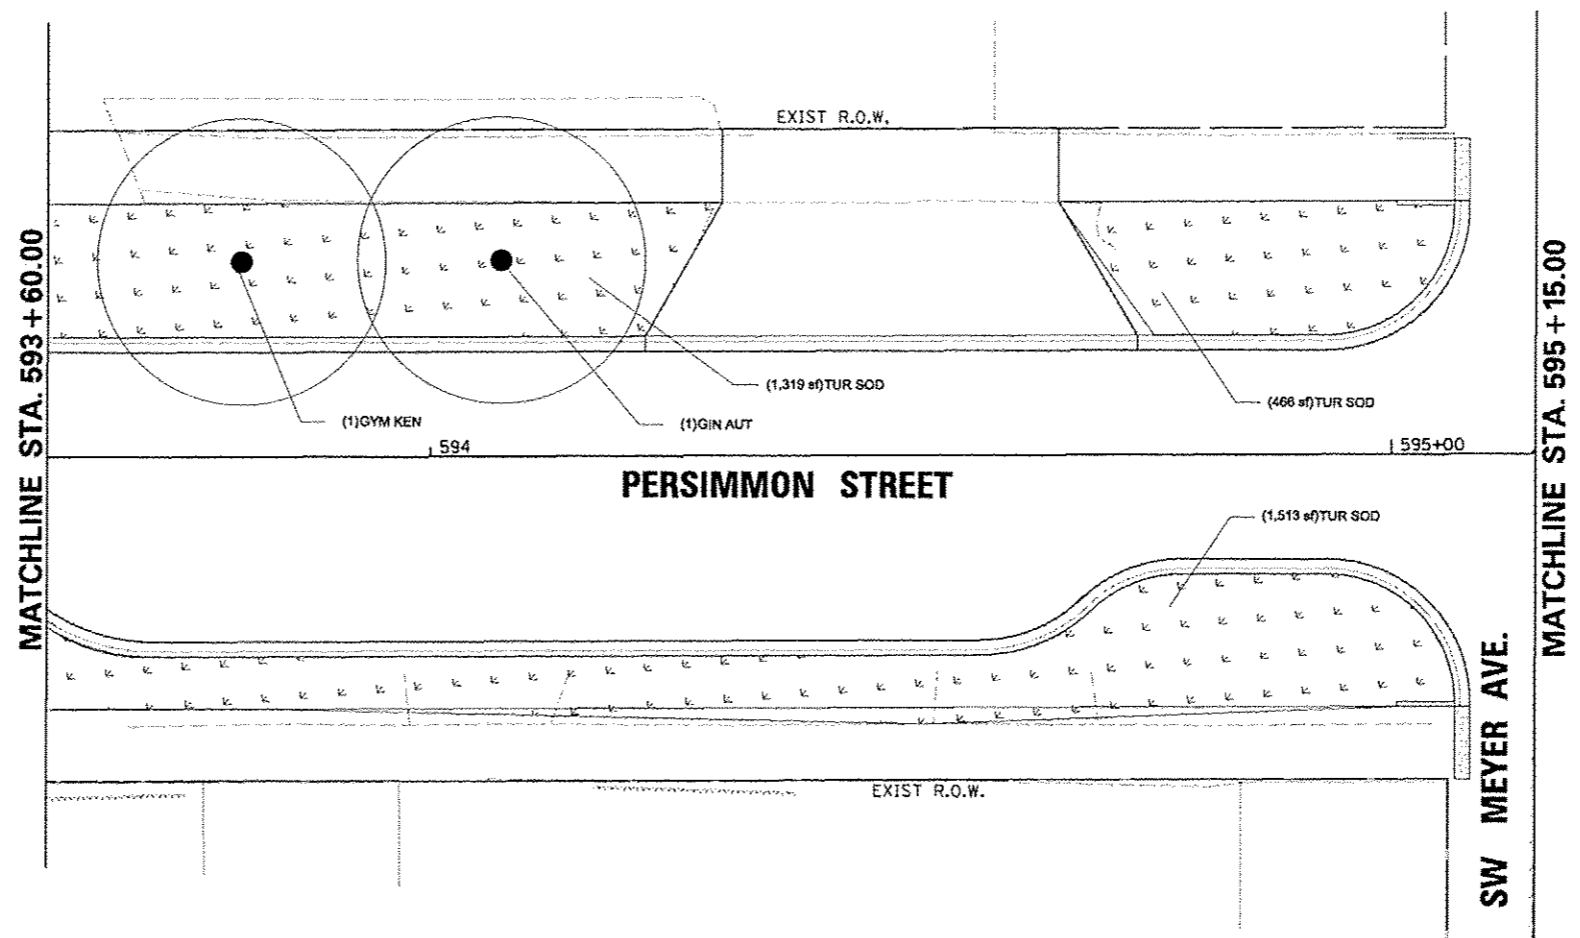 EXIST R.O.W.
MATCHLINE STA. 593 + 60.00
MATCHLINE STA. 595 + 15.00
(1,319 sf)TUR SOD
(466 sf)TUR SOD
(1)GYM KEN
(1)GIN AUT
594
595+00
PERSIMMON STREET
(1,513 sf)TUR SOD
SW MEYER AVE.
EXIST R.O.W.